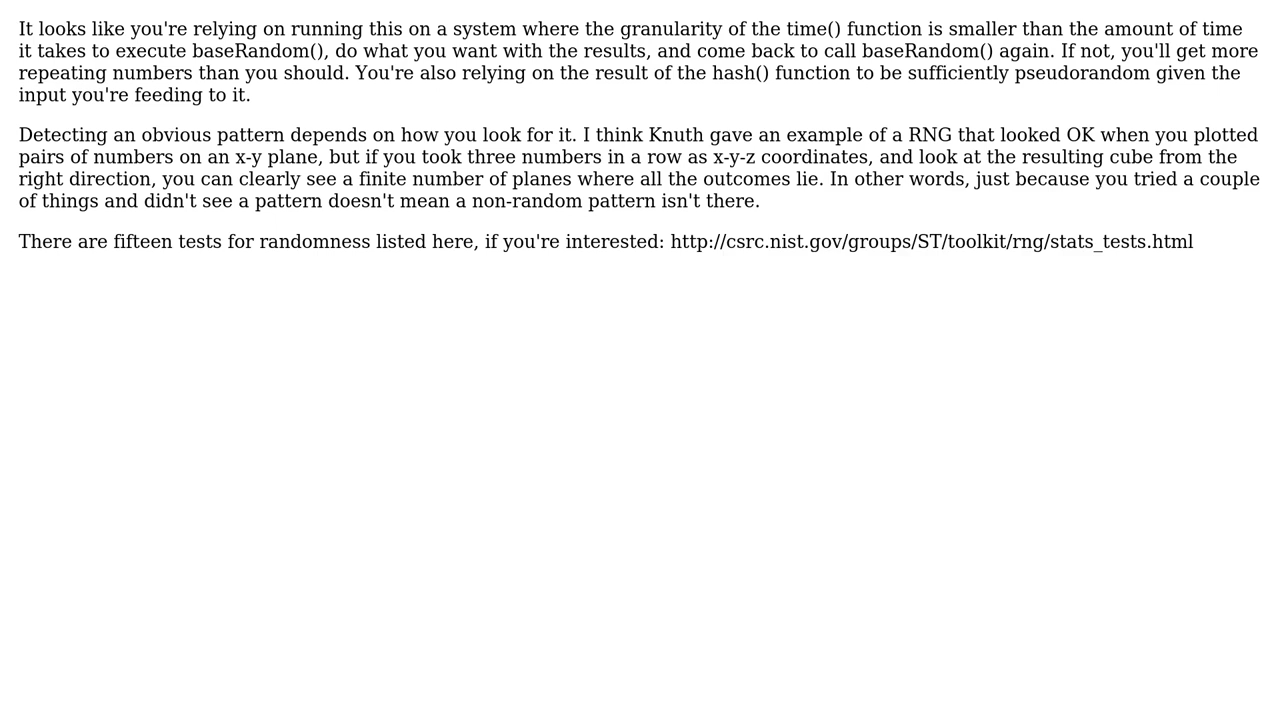 It looks like you're relying on running this on a system where the granularity of the time() function is smaller than the amount of time
it takes to execute baseRandom(), do what you want with the results, and come back to call baseRandom() again. If not, you'll get more
repeating numbers than you should. You're also relying on the result of the hash() function to be sufficiently pseudorandom given the
input you're feeding to it.
Detecting an obvious pattern depends on how you look for it. I think Knuth gave an example of a RNG that looked OK when you plotted
pairs of numbers on an x-y plane, but if you took three numbers in a row as x-y-z coordinates, and look at the resulting cube from the
right direction, you can clearly see a finite number of planes where all the outcomes lie. In other words, just because you tried a couple
of things and didn't see a pattern doesn't mean a non-random pattern isn't there.
There are fifteen tests for randomness listed here, if you're interested: http://csrc.nist.gov/groups/ST/toolkit/rng/stats_tests.html